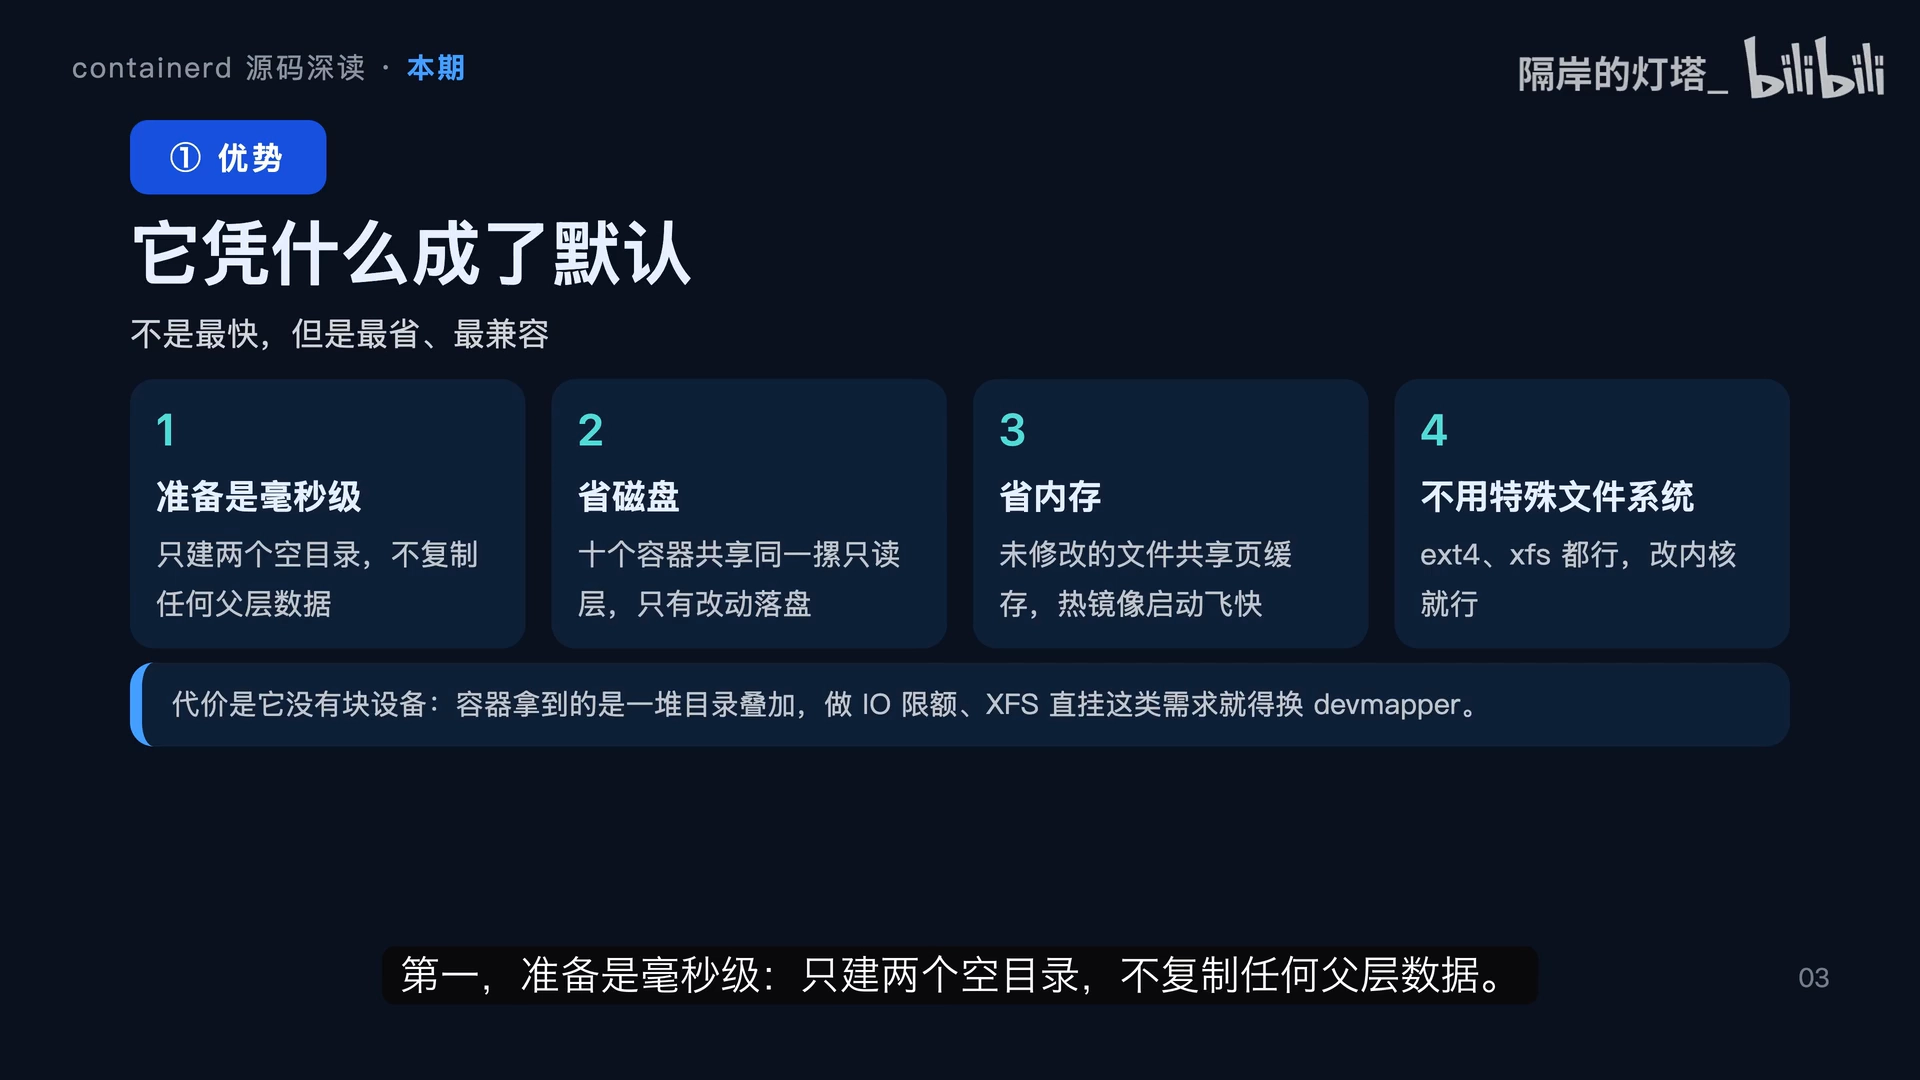 containerd 源码深读 · 本期
隔岸的灯塔_ bilibili
① 优势
它凭什么成了默认
不是最快，但是最省、最兼容
1
准备是毫秒级
只建两个空目录，不复制
任何父层数据
2
省磁盘
十个容器共享同一摞只读
层，只有改动落盘
3
省内存
未修改的文件共享页缓
存，热镜像启动飞快
4
不用特殊文件系统
ext4、xfs 都行，改内核
就行
代价是它没有块设备：容器拿到的是一堆目录叠加，做 IO 限额、XFS 直挂这类需求就得换 devmapper。
第一，准备是毫秒级：只建两个空目录，不复制任何父层数据。
03